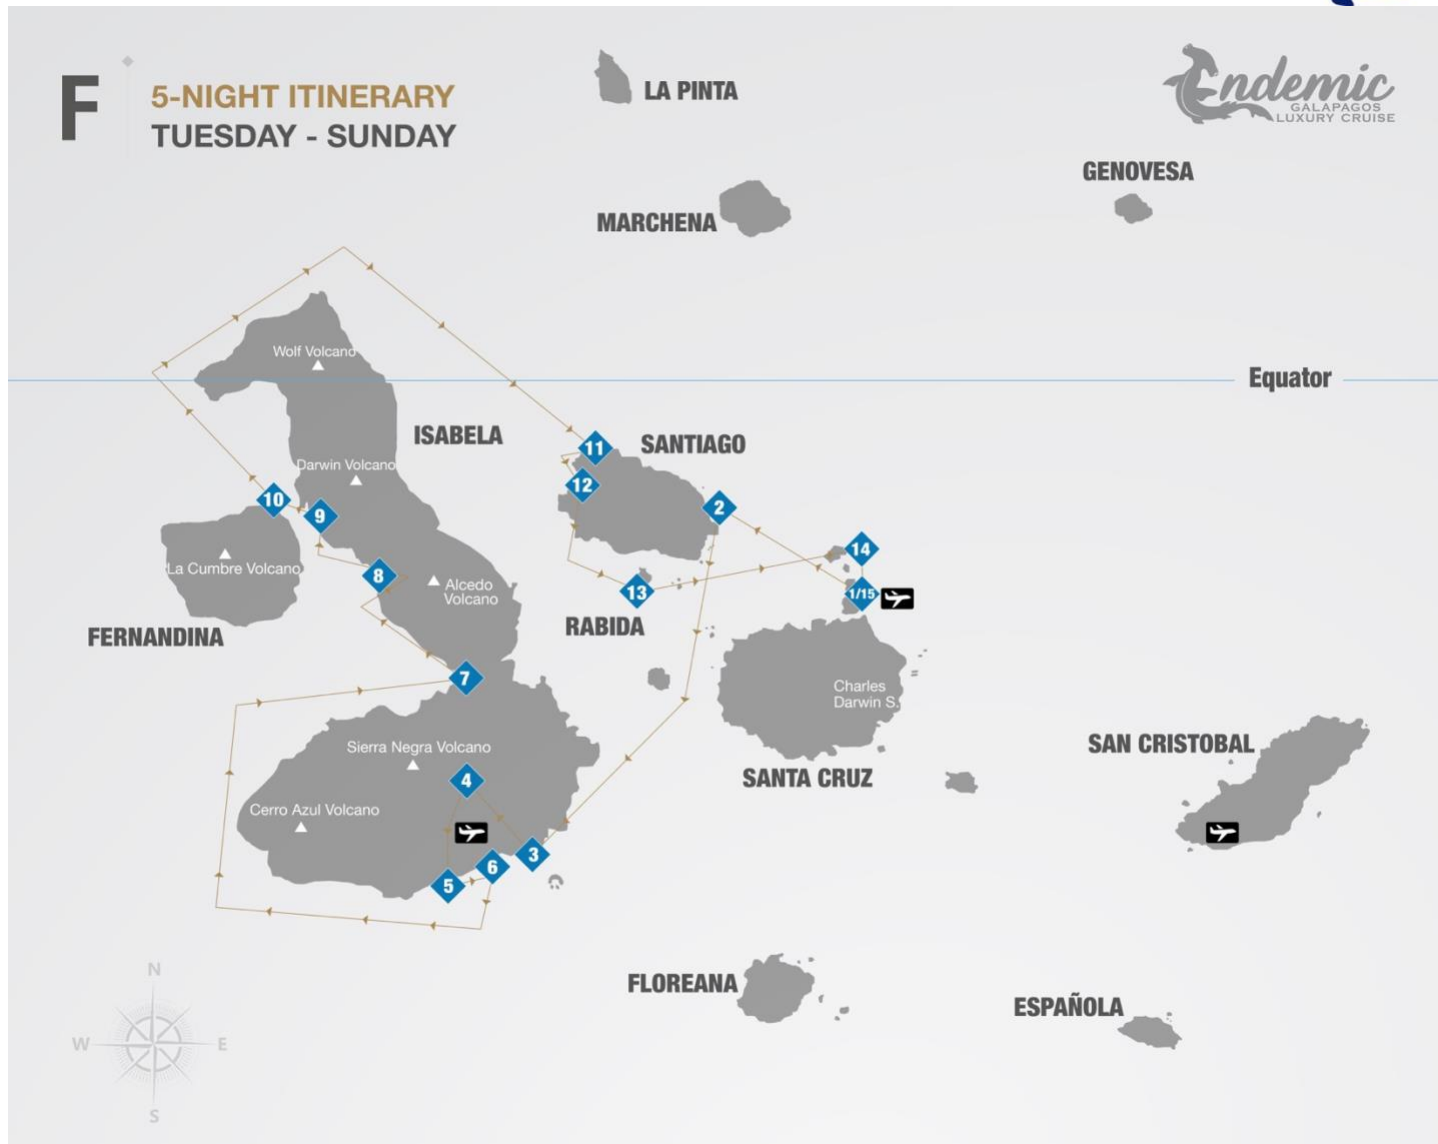 F
5-NIGHT ITINERARY
TUESDAY - SUNDAY
Endemic
GALAPAGOS
LUXURY CRUISE
LA PINTA
GENOVESA
MARCHENA
Wolf Volcano
Equator
ISABELA
SANTIAGO
11
Darwin Volcano
12
10
9
2
14
La Cumbre Volcano
8
Alcedo
Volcano
13
1/15
FERNANDINA
RABIDA
7
Charles
Darwin S.
Sierra Negra Volcano
SAN CRISTOBAL
4
SANTA CRUZ
Cerro Azul Volcano
3
6
5
FLOREANA
ESPAÑOLA
N
W
E
S